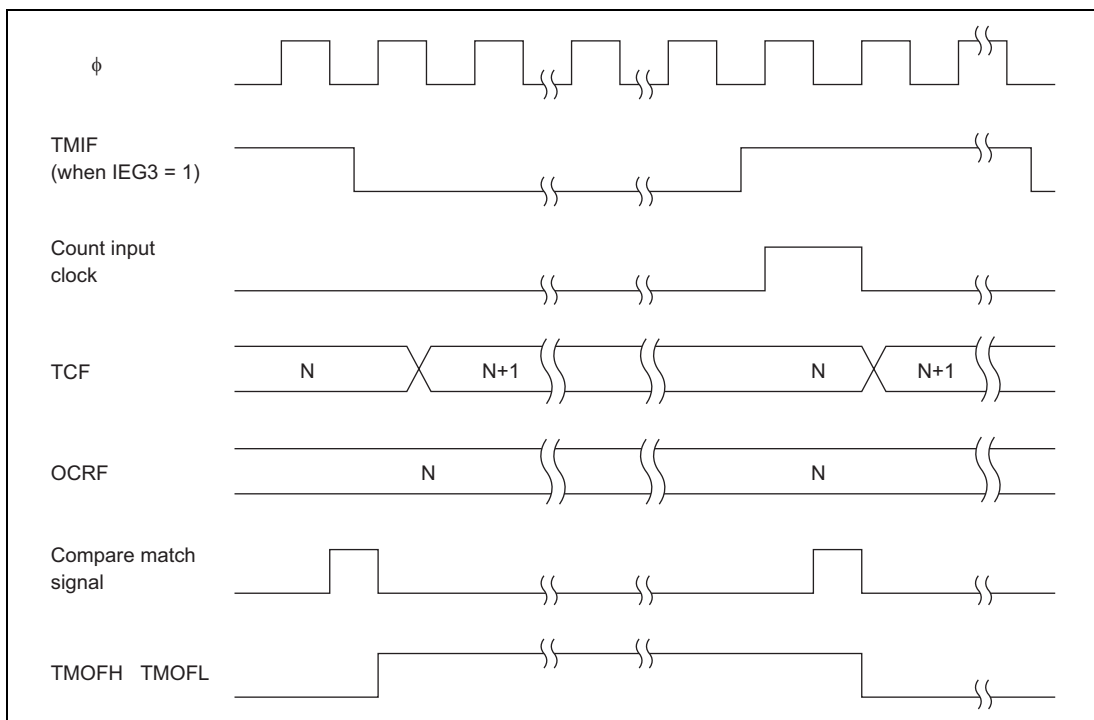 ϕ
TMIF
(when IEG3 = 1)
Count input
clock
TCF N N+1 N N+1
OCRF N N
Compare match
signal
TMOFH TMOFL